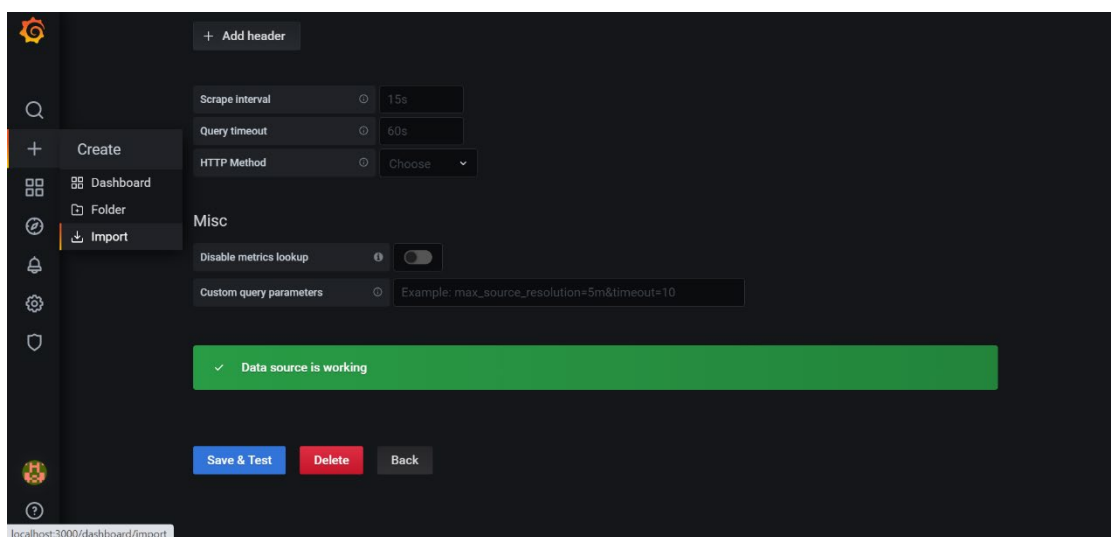 + Add header
Scrape interval 15s
Query timeout 60s
HTTP Method Choose
Create
Dashboard
Folder
Import
Misc
Disable metrics lookup
Custom query parameters Example: max_source_resolution=5m&timeout=10
Data source is working
Save & Test Delete Back
localhost:3000/dashboard/import